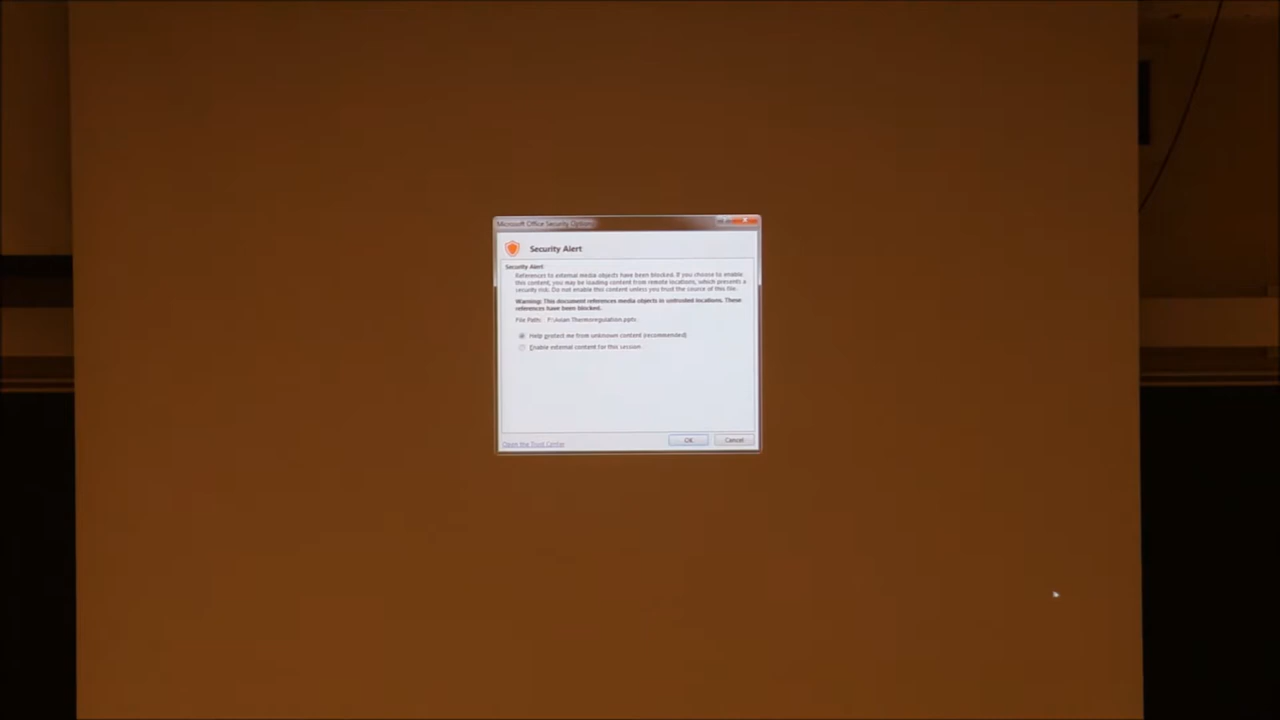 Microsoft Office Security Options
Security Alert
Security Alert
References to external media objects have been blocked. If you choose to enable
this content, you may be loading content from remote locations, which presents a
security risk. Do not enable this content unless you trust the source of this file.
Warning: This document references media objects in untrusted locations. These
references have been blocked.
File Path: F:\Avian Thermoregulation.pptx
Help protect me from unknown content (recommended)
Enable external content for this session
Open the Trust Center
OK
Cancel